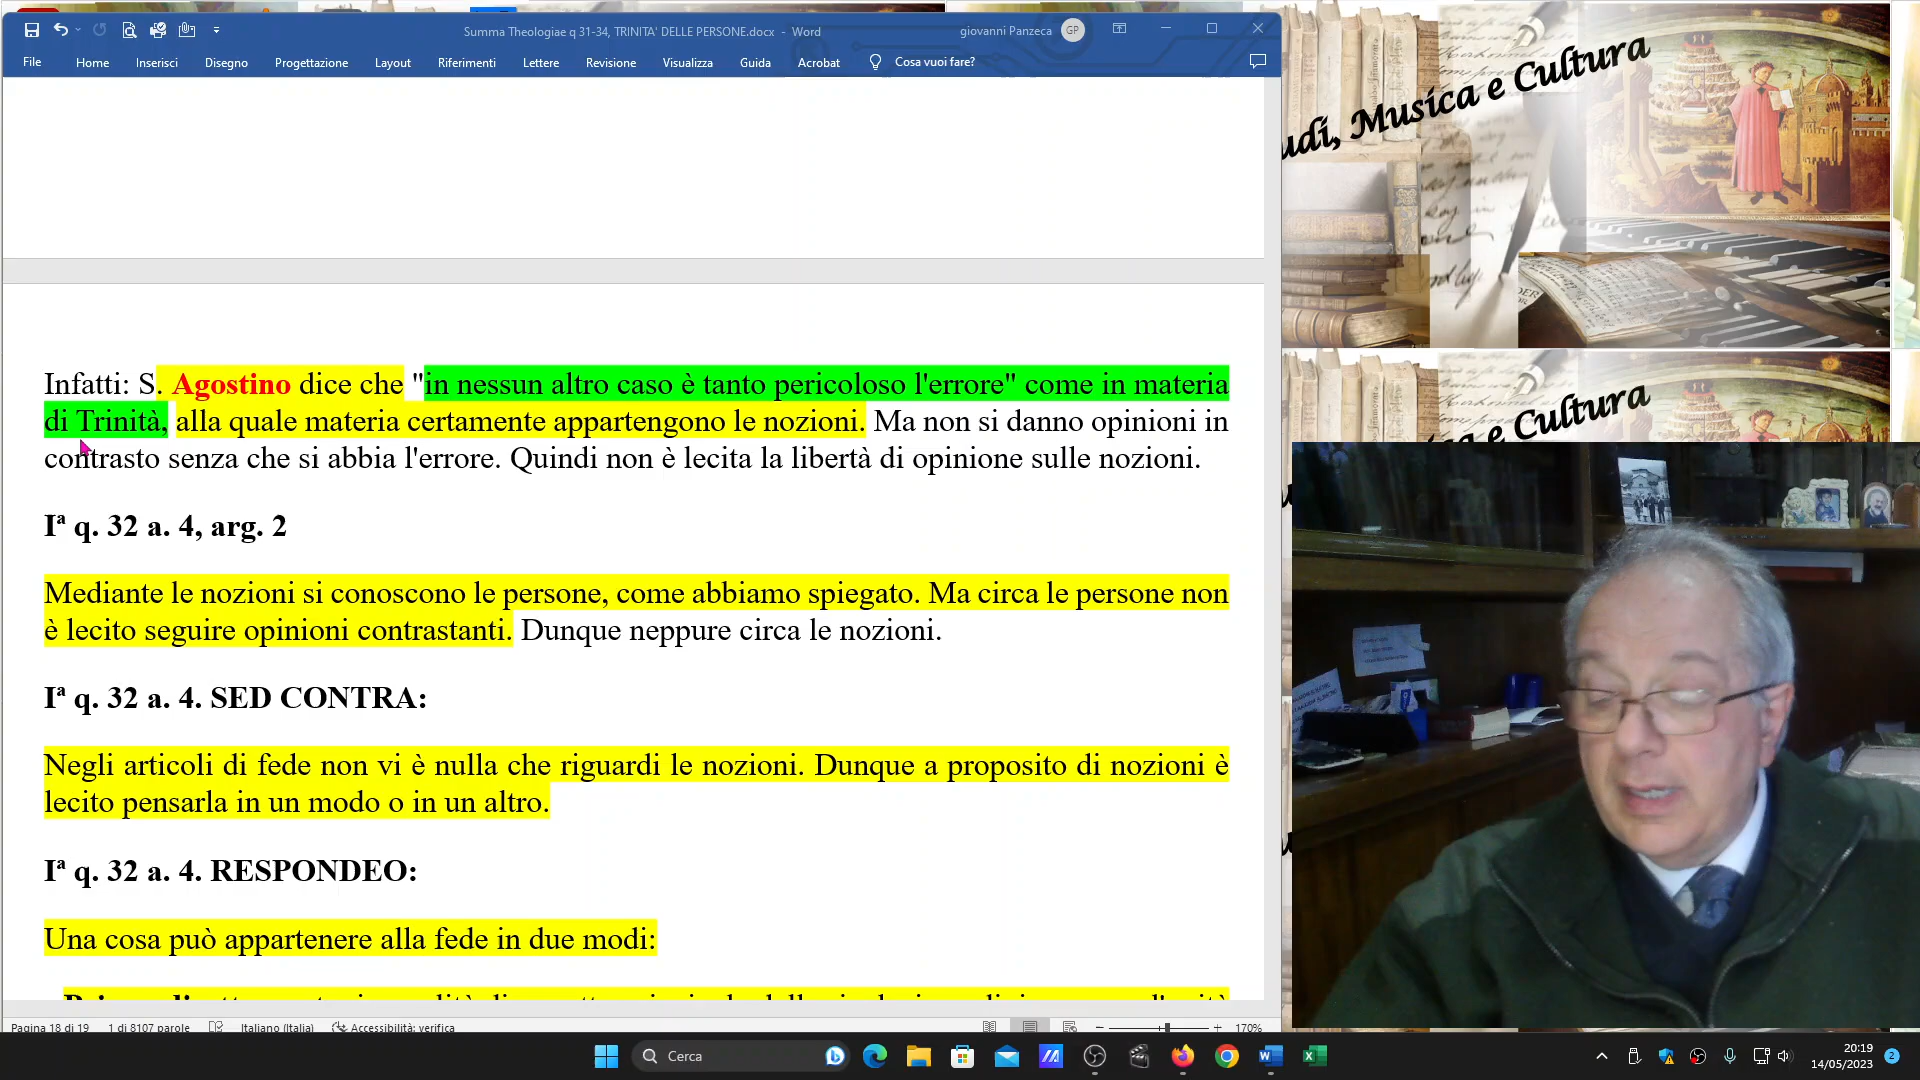 Summa Theologiae q 31-34, TRINITA' DELLE PERSONE.docx - Word
giovanni Panzeca GP
File Home Inserisci Disegno Progettazione Layout Riferimenti Lettere Revisione Visualizza Guida Acrobat Cosa vuoi fare?
Infatti: S. Agostino dice che "in nessun altro caso è tanto pericoloso l'errore" come in materia
di Trinità, alla quale materia certamente appartengono le nozioni. Ma non si danno opinioni in
contrasto senza che si abbia l'errore. Quindi non è lecita la libertà di opinione sulle nozioni.
Iª q. 32 a. 4, arg. 2
Mediante le nozioni si conoscono le persone, come abbiamo spiegato. Ma circa le persone non
è lecito seguire opinioni contrastanti. Dunque neppure circa le nozioni.
Iª q. 32 a. 4. SED CONTRA:
Negli articoli di fede non vi è nulla che riguardi le nozioni. Dunque a proposito di nozioni è
lecito pensarla in un modo o in un altro.
Iª q. 32 a. 4. RESPONDEO:
Una cosa può appartenere alla fede in due modi:
Pagina 18 di 19 1 di 8107 parole Italiano (Italia) Accessibilità: verifica 170%
udi, Musica e Cultura
e Cultura
Cerca
20:19
14/05/2023
2